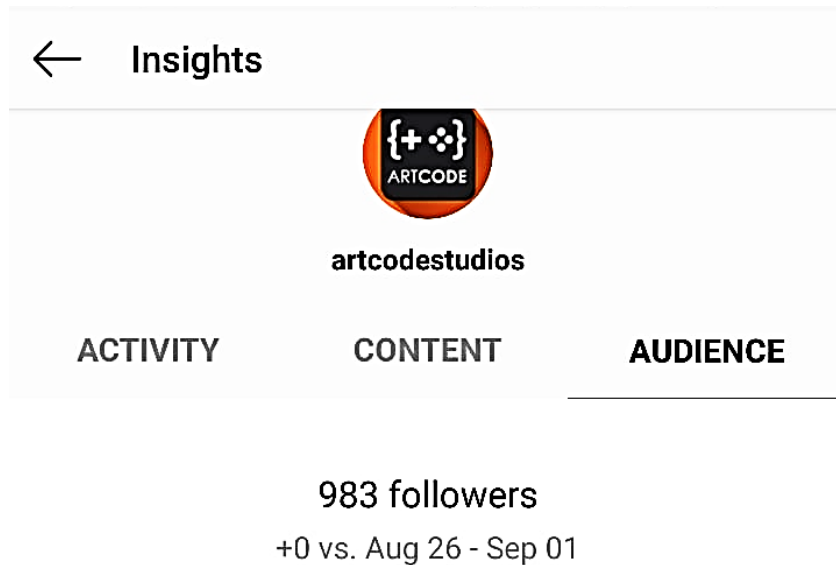 Insights
{+ ❖}
ARTCODE
artcodestudios
ACTIVITY CONTENT AUDIENCE
983 followers
+0 vs. Aug 26 - Sep 01